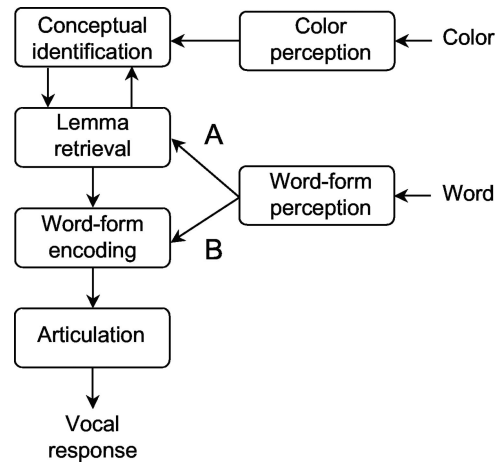 Conceptual
identification
Color
perception
Color
Lemma
retrieval
A
Word-form
perception
Word
Word-form
encoding
B
Articulation
Vocal
response